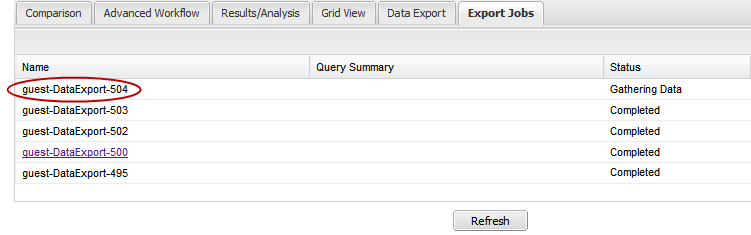 Comparison Advanced Workflow Results/Analysis Grid View Data Export Export Jobs
Name Query Summary Status
guest-DataExport-504 Gathering Data
guest-DataExport-503 Completed
guest-DataExport-502 Completed
guest-DataExport-500 Completed
guest-DataExport-495 Completed
Refresh